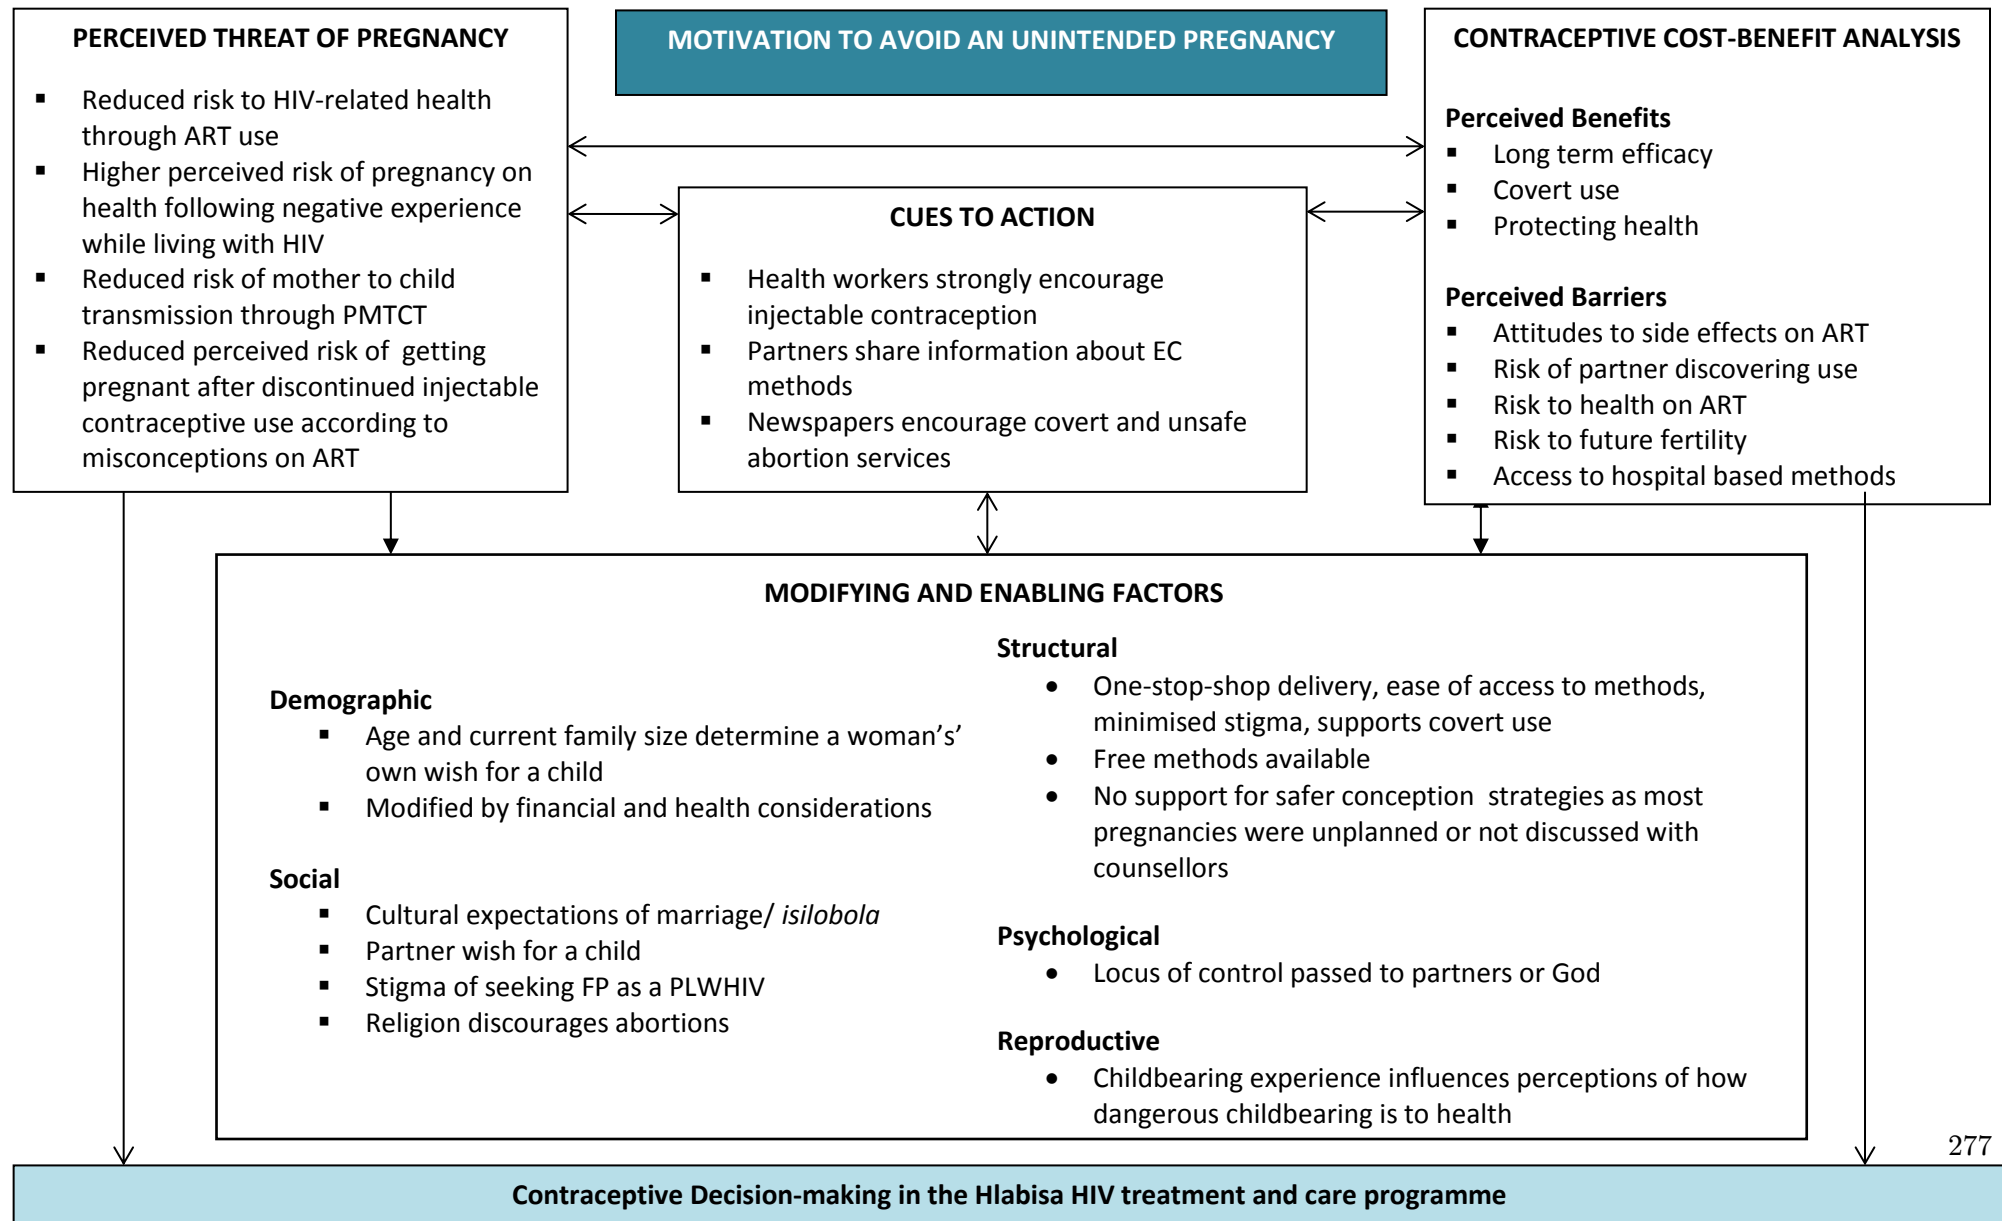 PERCEIVED THREAT OF PREGNANCY
▪ Reduced risk to HIV-related health
through ART use
▪ Higher perceived risk of pregnancy on
health following negative experience
while living with HIV
▪ Reduced risk of mother to child
transmission through PMTCT
▪ Reduced perceived risk of  getting
pregnant after discontinued injectable
contraceptive use according to
misconceptions on ART
MOTIVATION TO AVOID AN UNINTENDED PREGNANCY
CUES TO ACTION
▪ Health workers strongly encourage
injectable contraception
▪ Partners share information about EC
methods
▪ Newspapers encourage covert and unsafe
abortion services
CONTRACEPTIVE COST-BENEFIT ANALYSIS
Perceived Benefits
▪ Long term efficacy
▪ Covert use
▪ Protecting health
Perceived Barriers
▪ Attitudes to side effects on ART
▪ Risk of partner discovering use
▪ Risk to health on ART
▪ Risk to future fertility
▪ Access to hospital based methods
MODIFYING AND ENABLING FACTORS
Demographic
▪ Age and current family size determine a woman's'
own wish for a child
▪ Modified by financial and health considerations
Social
▪ Cultural expectations of marriage/ isilobola
▪ Partner wish for a child
▪ Stigma of seeking FP as a PLWHIV
▪ Religion discourages abortions
Structural
• One-stop-shop delivery, ease of access to methods,
minimised stigma, supports covert use
• Free methods available
• No support for safer conception  strategies as most
pregnancies were unplanned or not discussed with
counsellors
Psychological
• Locus of control passed to partners or God
Reproductive
• Childbearing experience influences perceptions of how
dangerous childbearing is to health
277
Contraceptive Decision-making in the Hlabisa HIV treatment and care programme